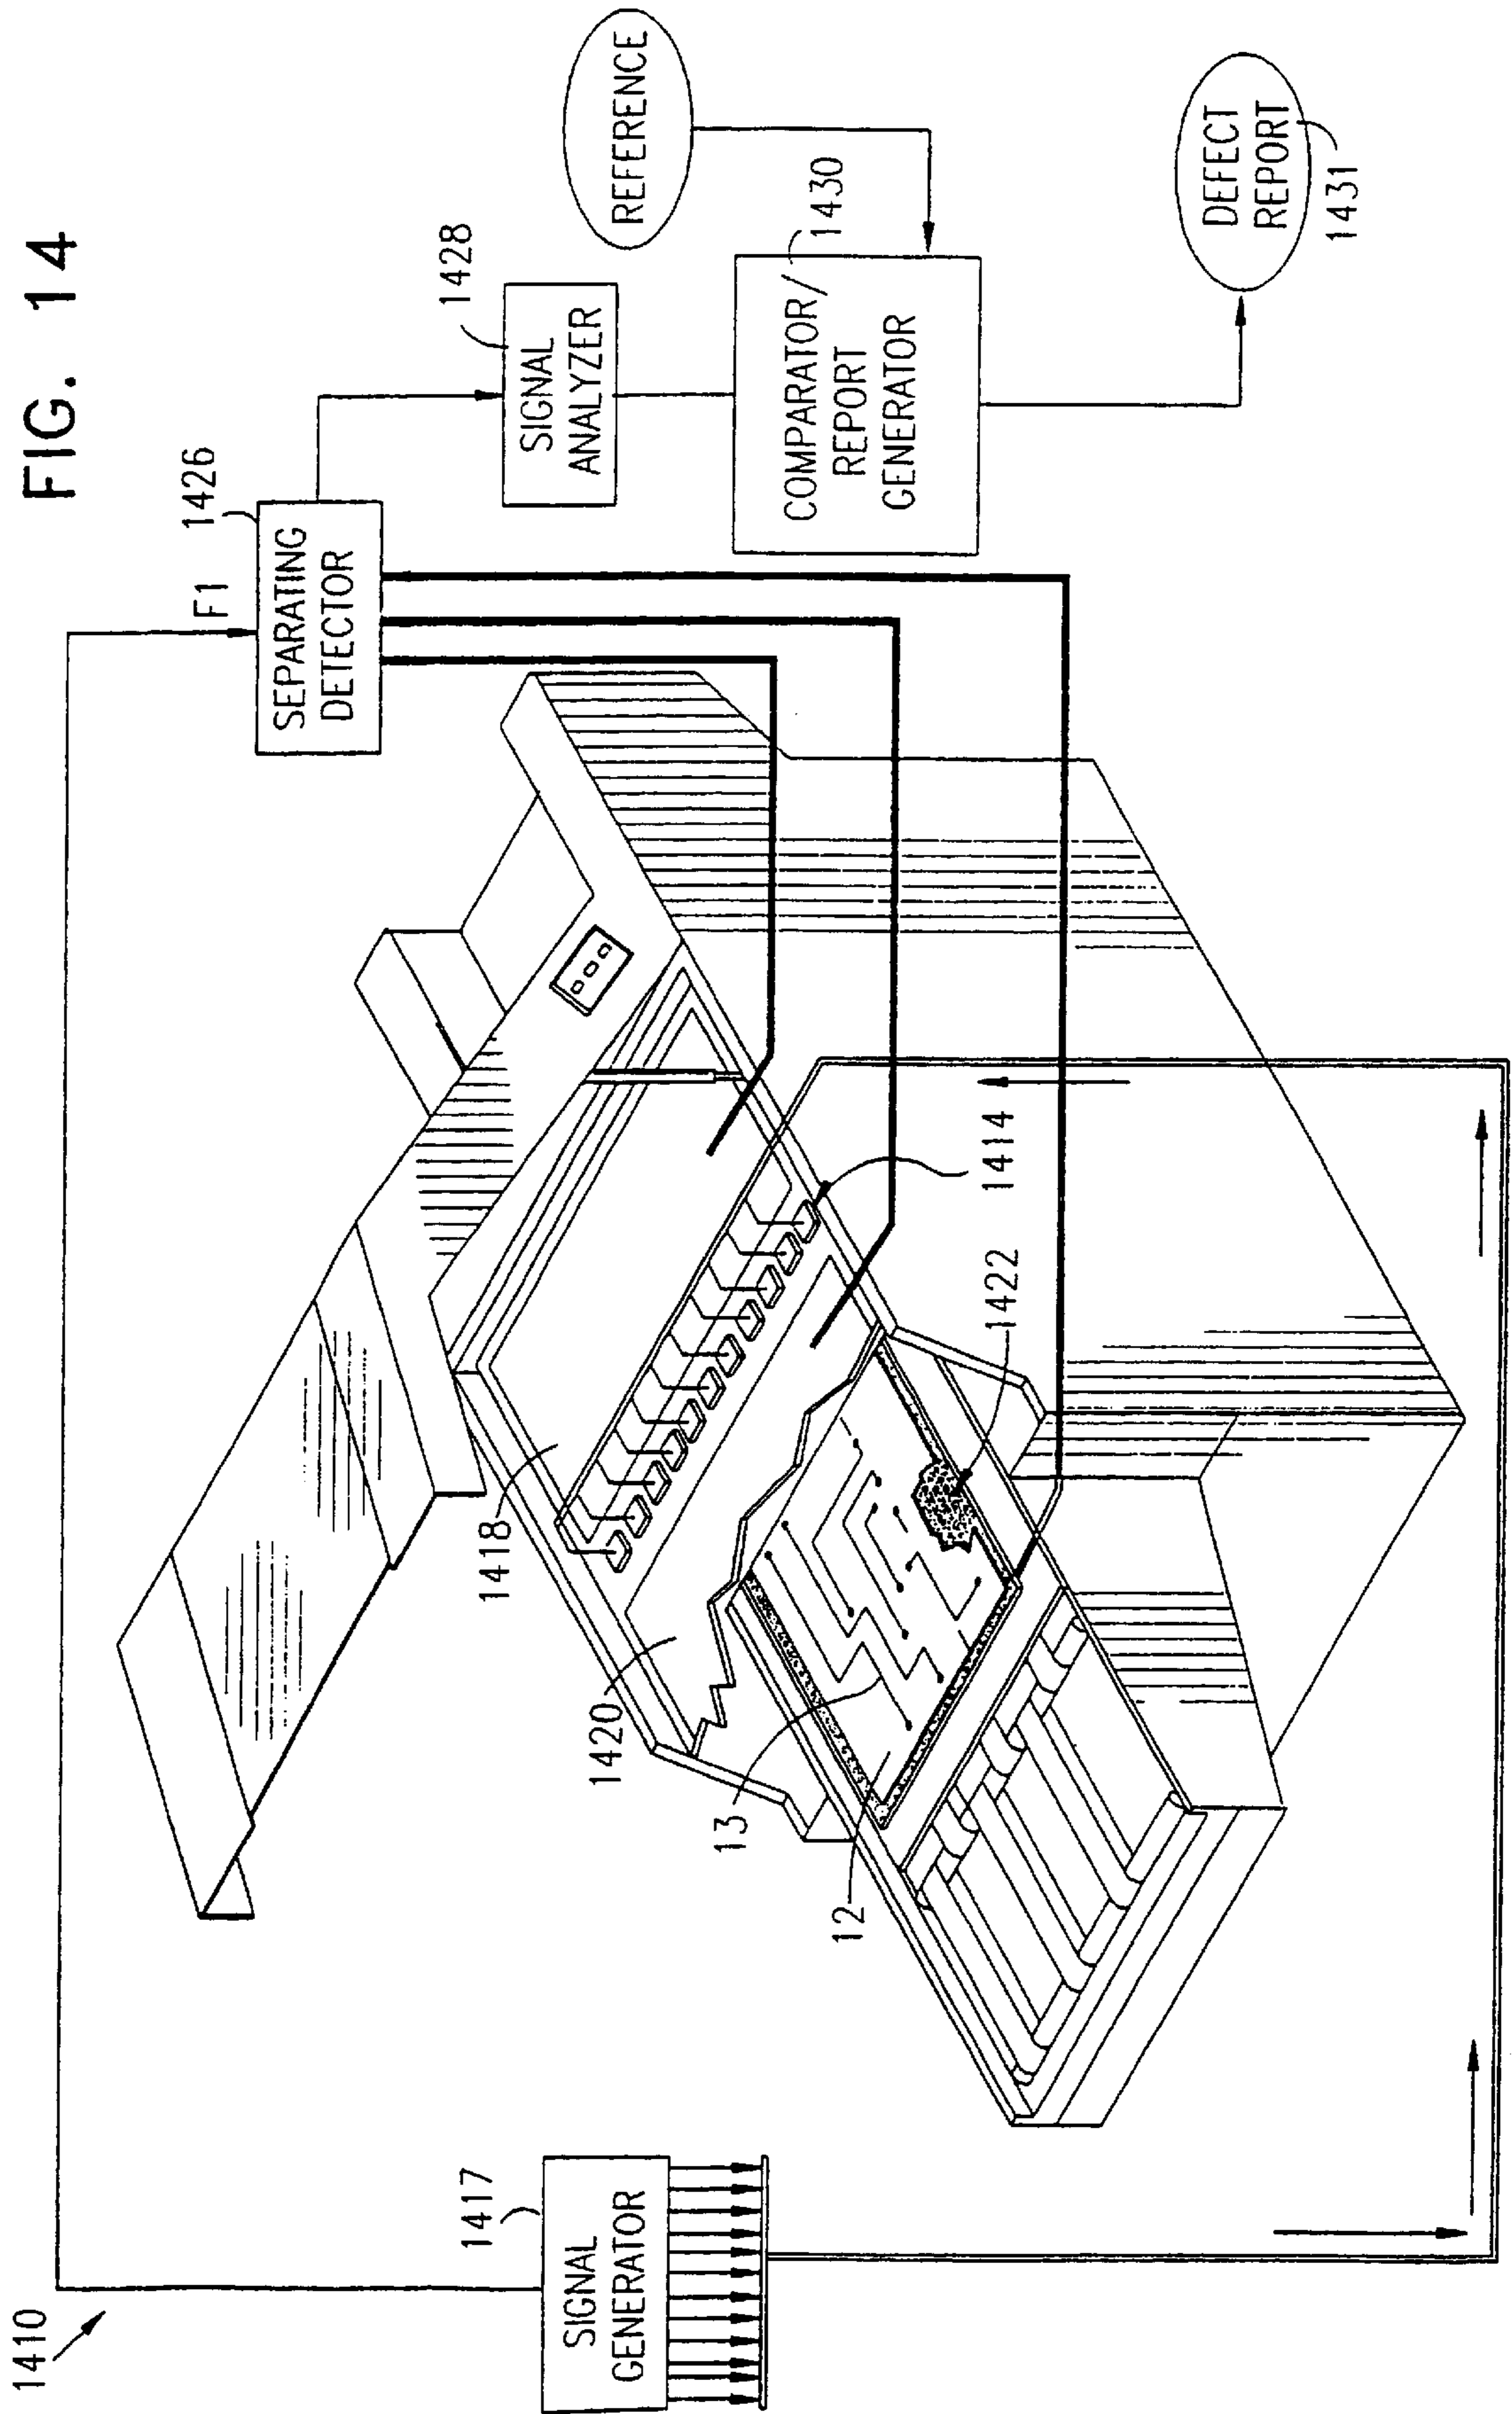 FIG. 14
1410
1417
SIGNAL
GENERATOR
F1
1426
SEPARATING
DETECTOR
1428
SIGNAL
ANALYZER
REFERENCE
COMPARATOR/
REPORT
GENERATOR
1430
DEFECT
REPORT
1431
1418
1420
13
12
1414
1422